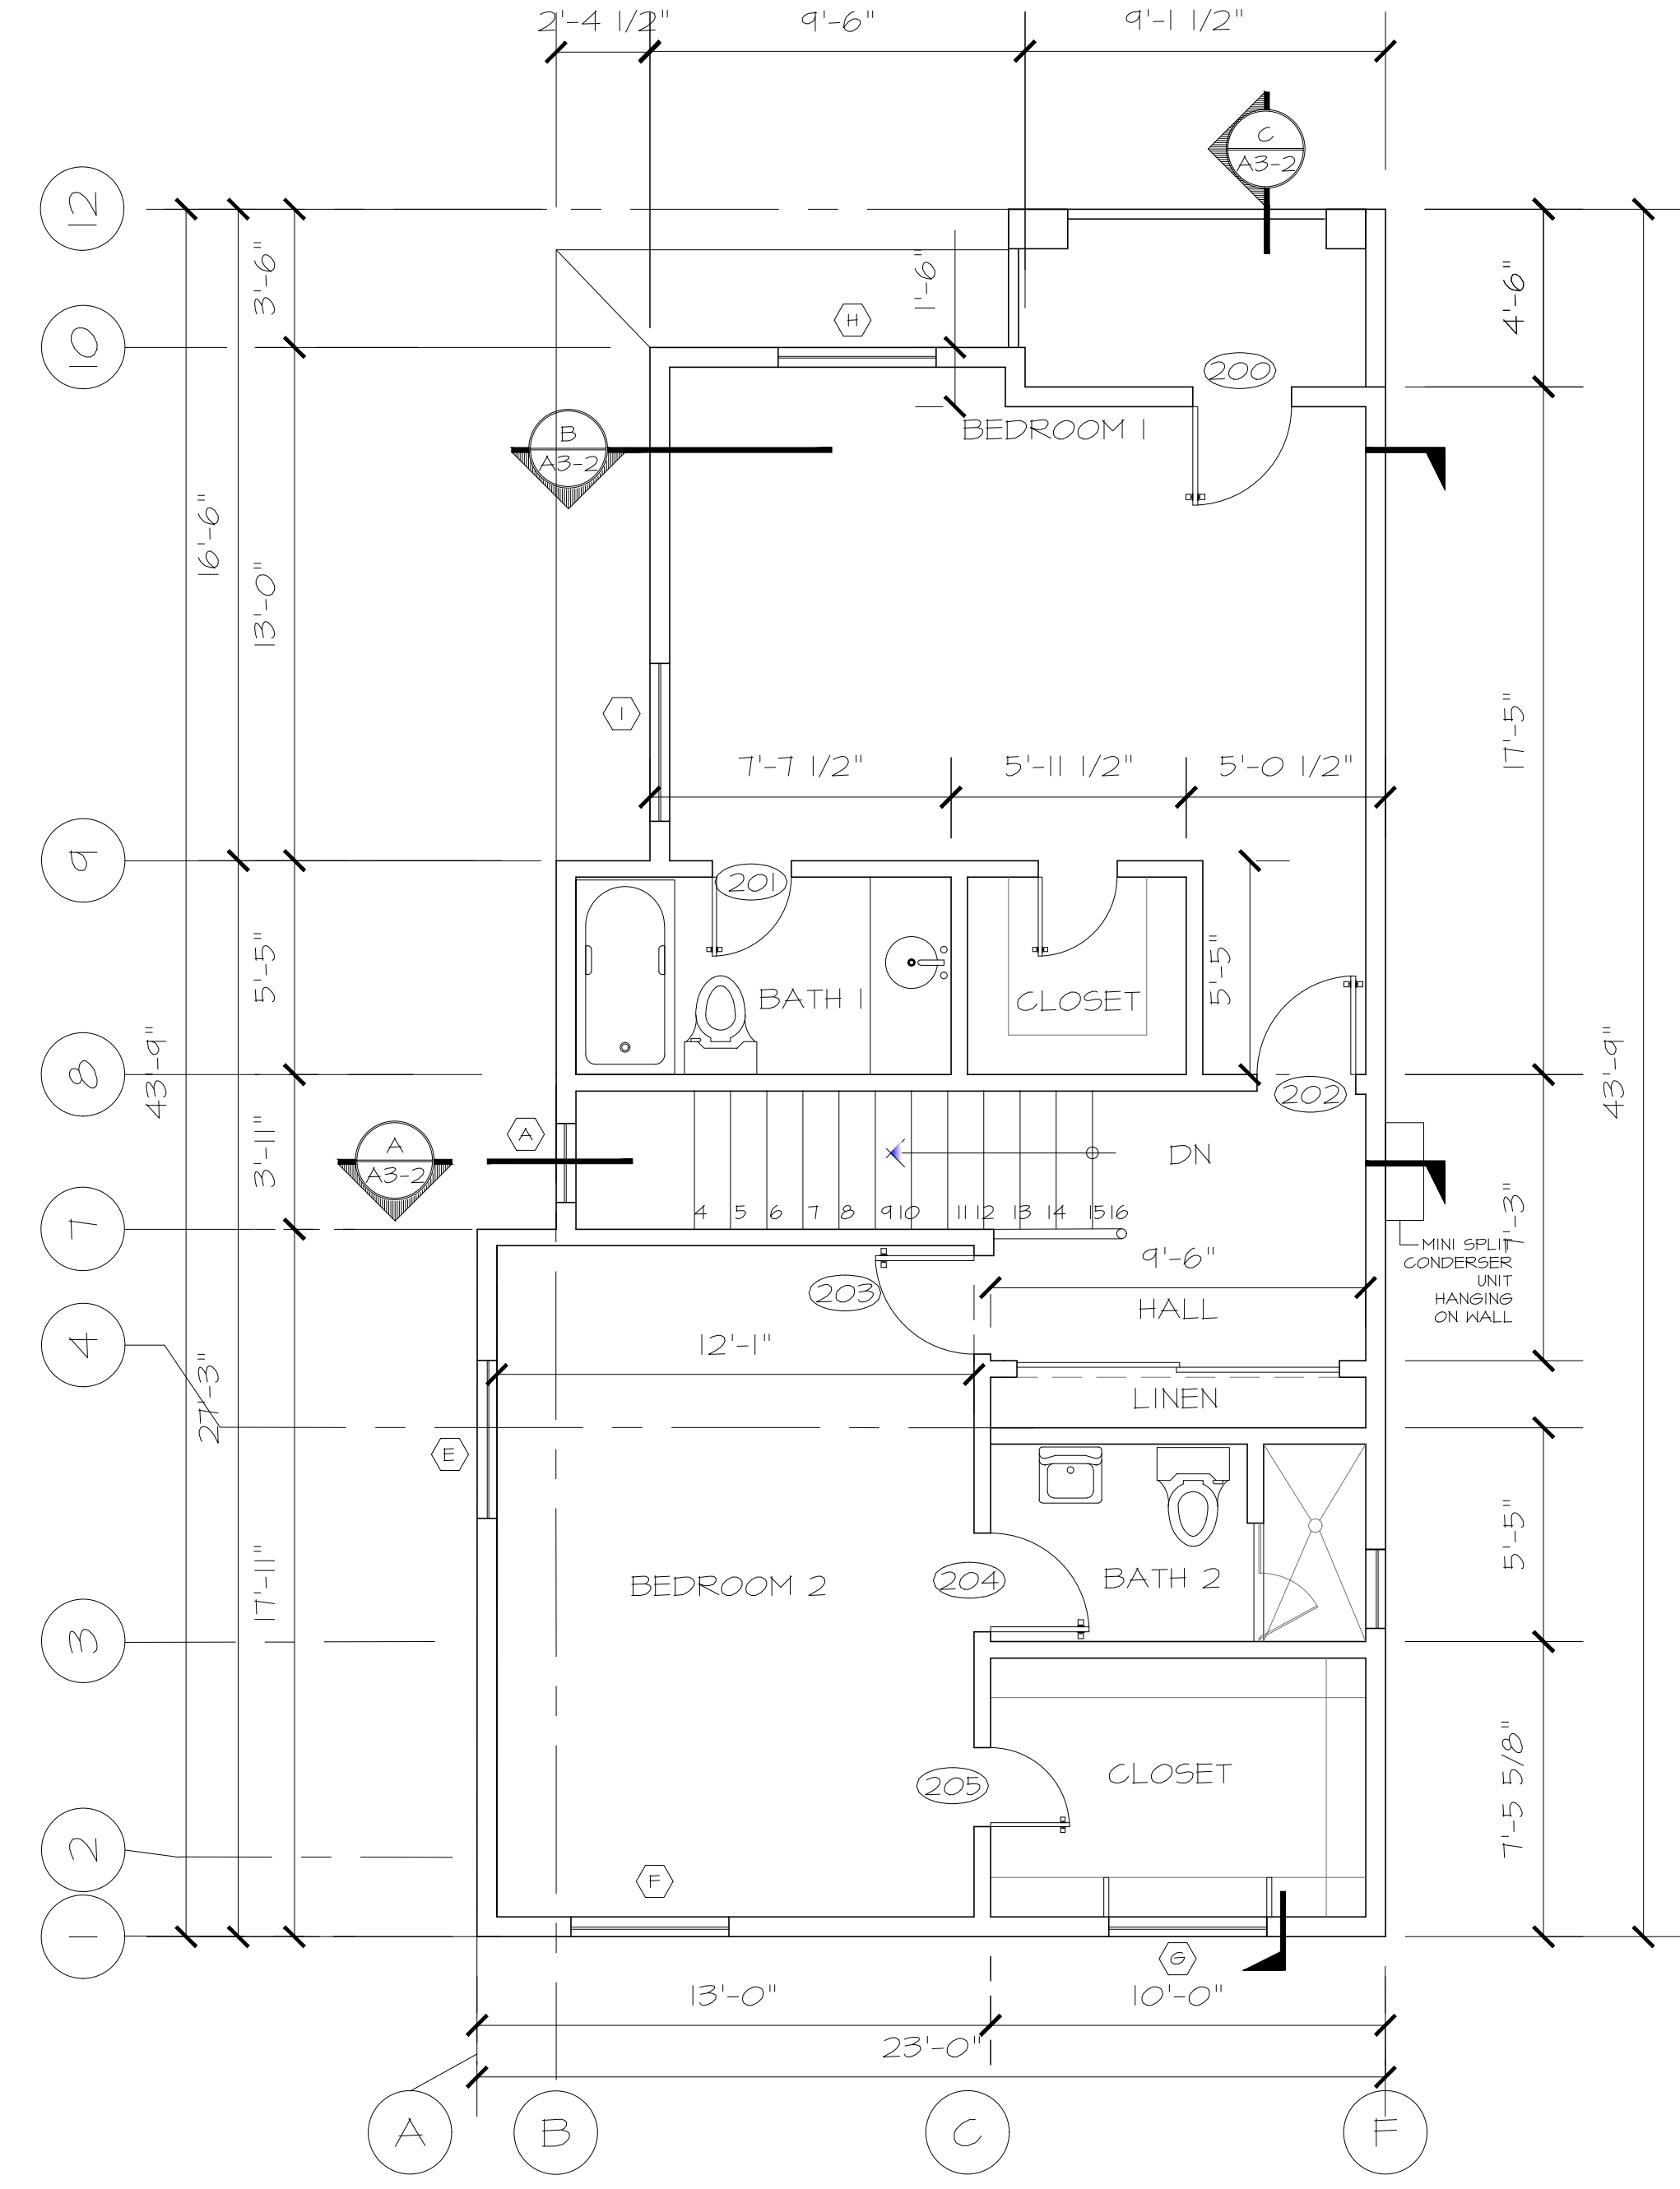 2'-4 1/2" 9'-6" 9'-1 1/2"
C
A3-2
12
3'-6"
1'-6"
4'-6"
10
H
200
BEDROOM 1
B
A3-2
16'-6"
13'-0"
17'-5"
1
7'-7 1/2" 5'-11 1/2" 5'-0 1/2"
9
201
5'-5"
5'-5"
BATH 1
CLOSET
8
43'-9"
43'-9"
202
3'-11"
A
A
A3-2
DN
7
4 5 6 7 8 9 10 11 12 13 14 15 16
MINI SPLIT
CONDERSER
UNIT
HANGING
ON WALL
9'-6"
203
HALL
4
12'-1"
27'-3"
LINEN
E
17'-11"
5'-5"
BEDROOM 2
204
BATH 2
3
205
CLOSET
7'-5 5/8"
2
F
1
G
13'-0" 10'-0"
23'-0"
A B C F